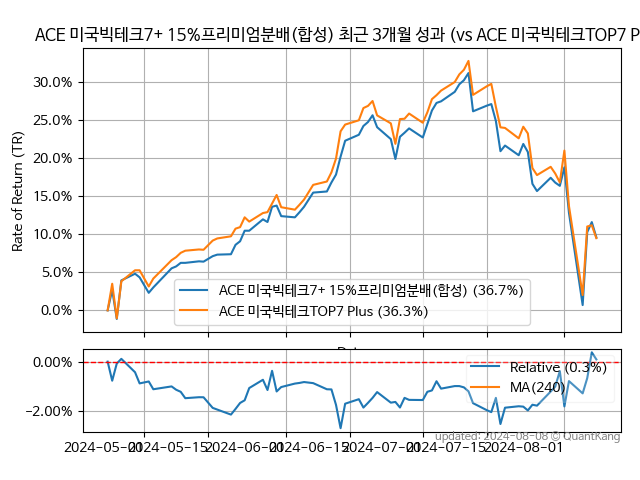 ACE 미국빅테크7+ 15%프리미엄분배(합성) 최근 3개월 성과 (vs ACE 미국빅테크TOP7 P
30.0%
25.0%
20.0%
15.0%
10.0%
5.0%
0.0%
Rate of Return (TR)
ACE 미국빅테크7+ 15%프리미엄분배(합성) (36.7%)
ACE 미국빅테크TOP7 Plus (36.3%)
0.00%
−2.00%
Relative (0.3%)
MA(240)
updated: 2024-08-08 © QuantKang
2024-05-01 2024-05-15 2024-06-01 2024-06-15 2024-07-01 2024-07-15 2024-08-01